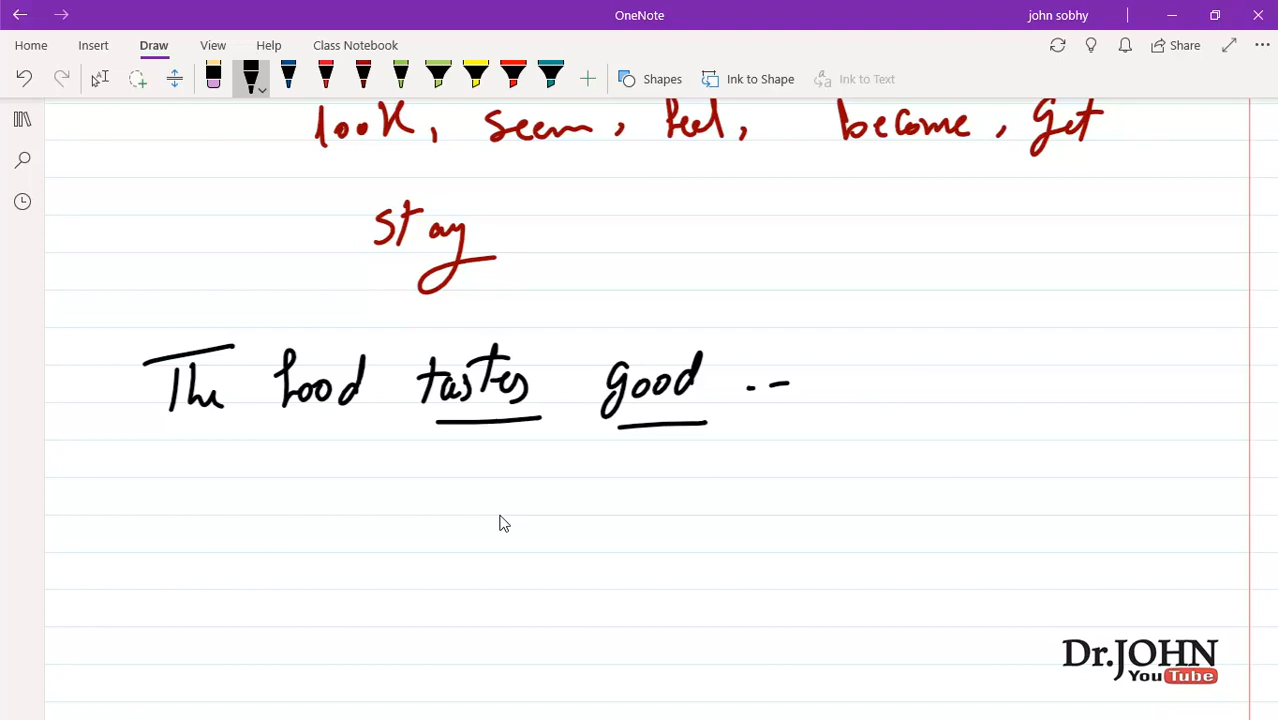 OneNote
john sobhy
Home Insert Draw View Help Class Notebook
Share
Shapes Ink to Shape Ink to Text
look, seem, feel, become, get
stay
The food tastes good ..
Dr.JOHN
YouTube